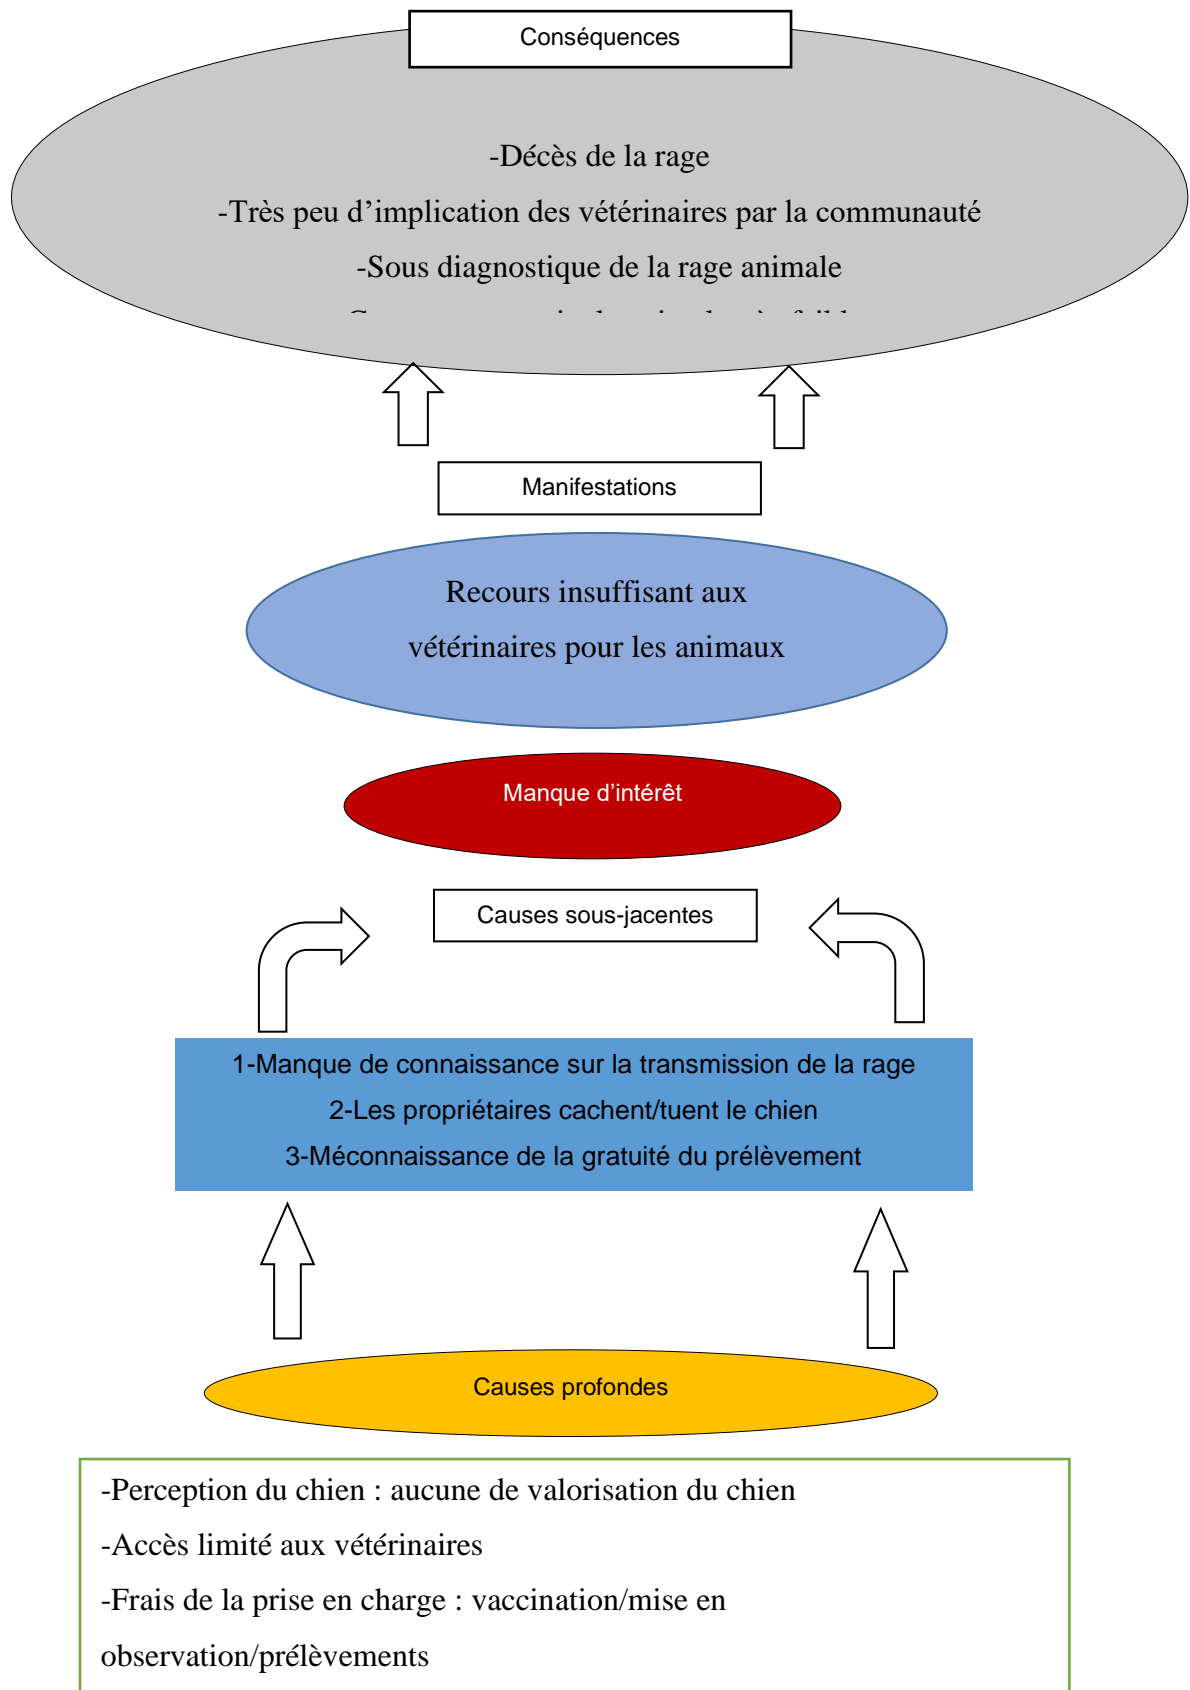 Conséquences
-Décès de la rage
-Très peu d’implication des vétérinaires par la communauté
-Sous diagnostique de la rage animale
Manifestations
Recours insuffisant aux
vétérinaires pour les animaux
Manque d’intérêt
Causes sous-jacentes
1-Manque de connaissance sur la transmission de la rage
2-Les propriétaires cachent/tuent le chien
3-Méconnaissance de la gratuité du prélèvement
Causes profondes
-Perception du chien : aucune de valorisation du chien
-Accès limité aux vétérinaires
-Frais de la prise en charge : vaccination/mise en
observation/prélèvements